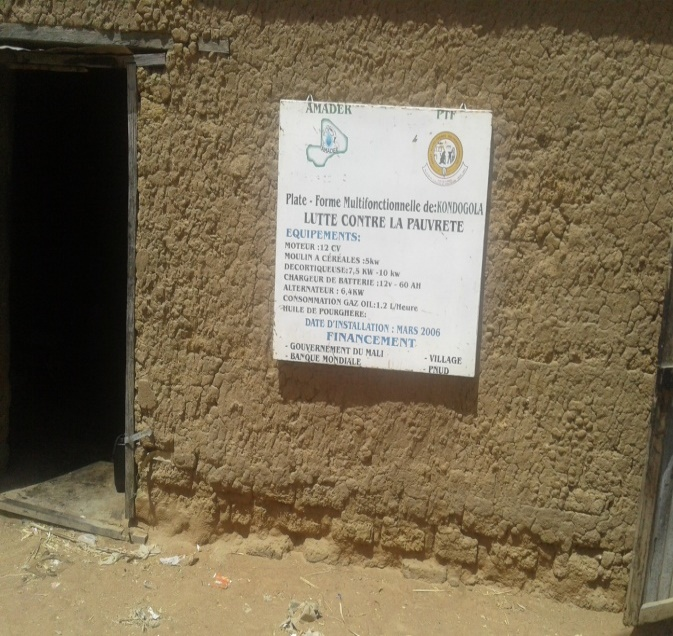 AMADER PTF
AMADER
Plate - Forme Multifonctionnelle de:KONDOGOLA
LUTTE CONTRE LA PAUVRETE
EQUIPEMENTS:
MOTEUR :12 CV
MOULIN A CÉRÉALES :5kw
DECORTIQUEUSE:7,5 KW -10 kw
CHARGEUR DE BATTERIE :12v - 60 AH
ALTERNATEUR : 6,4KW
CONSOMMATION GAZ OIL:1.2 L/Heure
HUILE DE POURGHERE:
DATE D'INSTALLATION : MARS 2006
FINANCEMENT
- GOUVERNEMENT DU MALI - VILLAGE
- BANQUE MONDIALE - PNUD